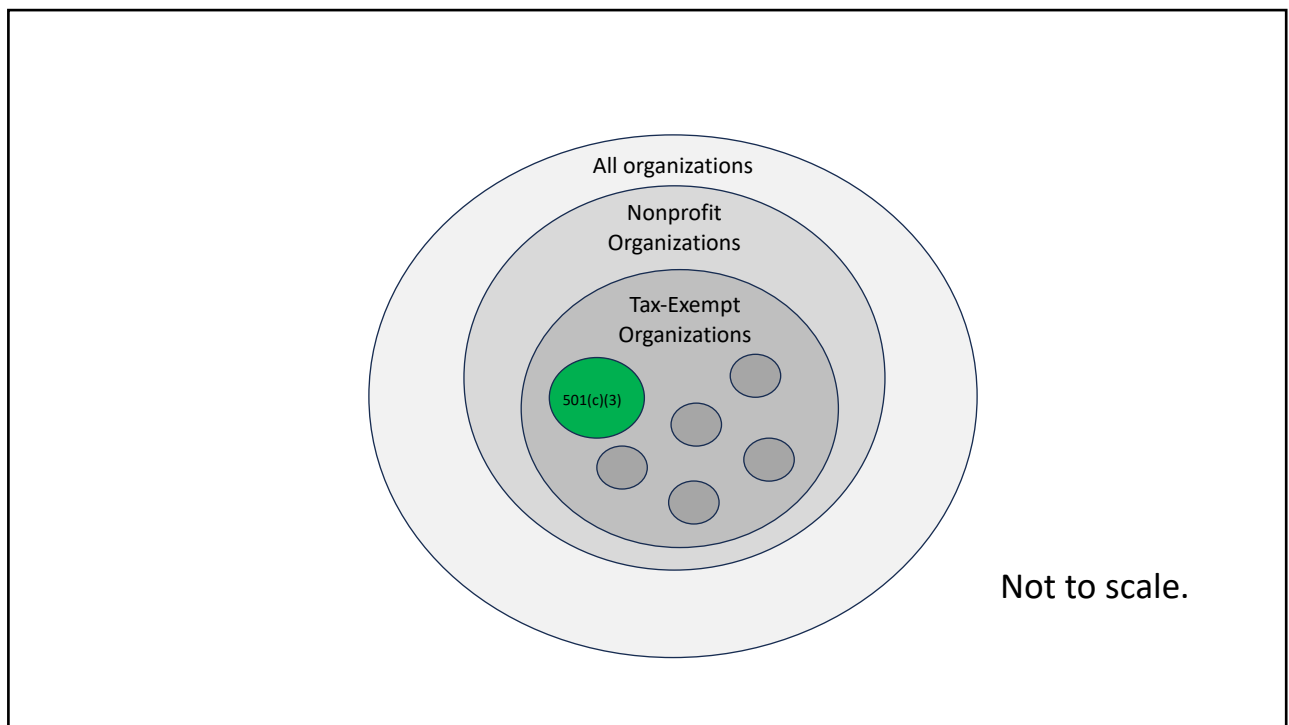 All organizations
Nonprofit
Organizations
Tax-Exempt
Organizations
501(c)(3)
Not to scale.